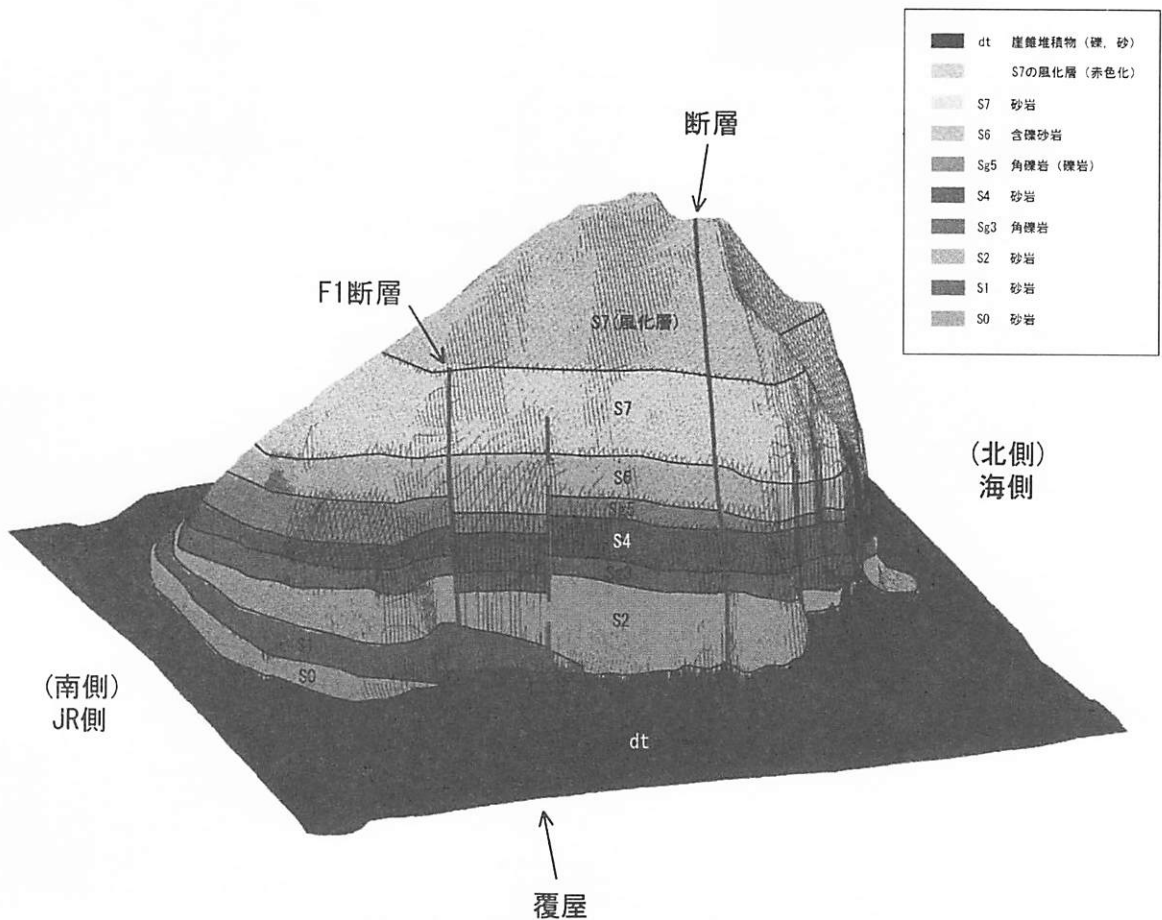 dt 崖錐堆積物（礫, 砂）
S7の風化層（赤色化）
S7 砂岩
S6 含礫砂岩
Sg5 角礫岩（礫岩）
S4 砂岩
Sg3 角礫岩
S2 砂岩
S1 砂岩
S0 砂岩
断層
F1断層
S7(風化層)
S7
(北側)
海側
S6
Sg5
S4
Sg3
S2
S1
S0
(南側)
JR側
dt
覆屋